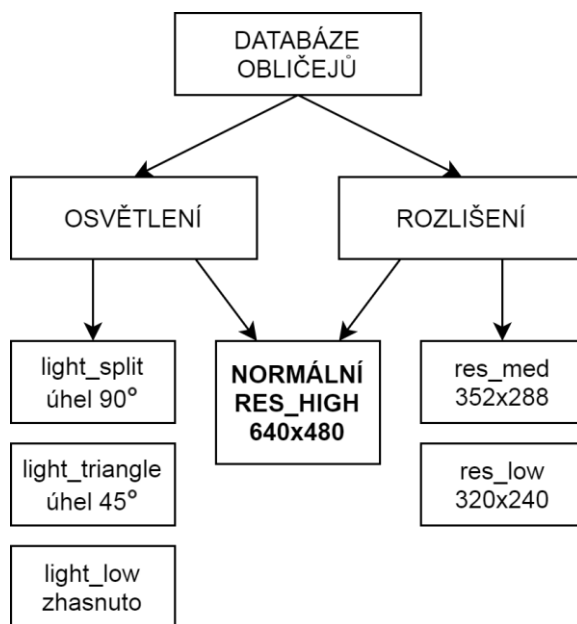 DATABÁZE
OBLIČEJŮ
OSVĚTLENÍ
ROZLIŠENÍ
light_split
úhel 90°
NORMÁLNÍ
RES_HIGH
640x480
res_med
352x288
light_triangle
úhel 45°
res_low
320x240
light_low
zhasnuto